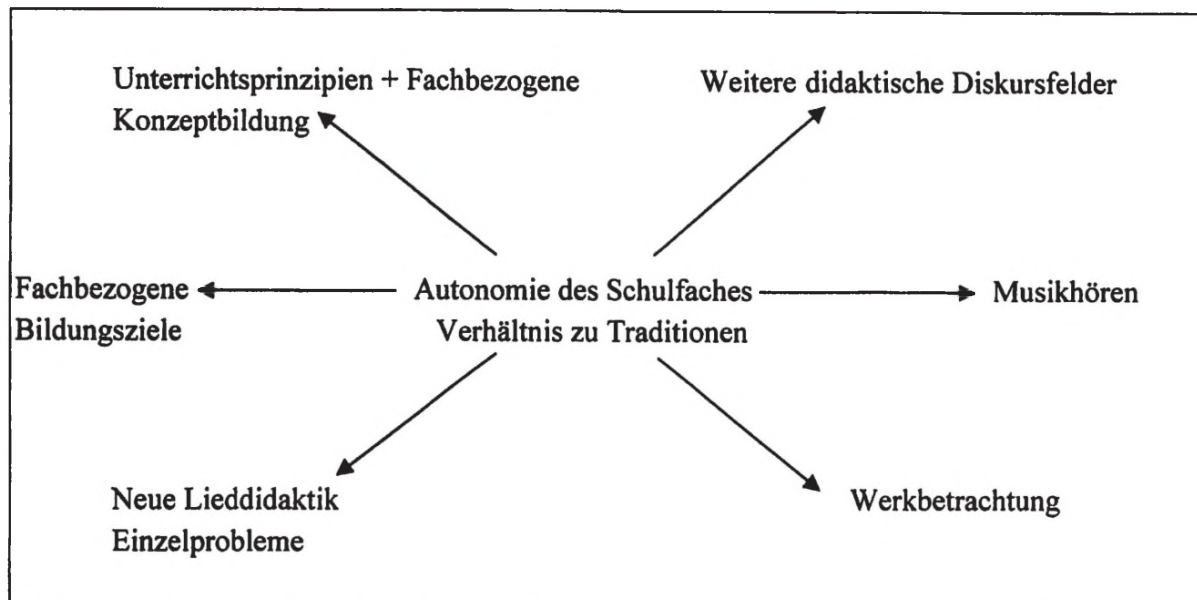 Unterrichtsprinzipien + Fachbezogene
Konzeptbildung
Weitere didaktische Diskursfelder
Fachbezogene
Bildungsziele
Autonomie des Schulfaches
Verhältnis zu Traditionen
Musikhören
Neue Lieddidaktik
Einzelprobleme
Werkbetrachtung